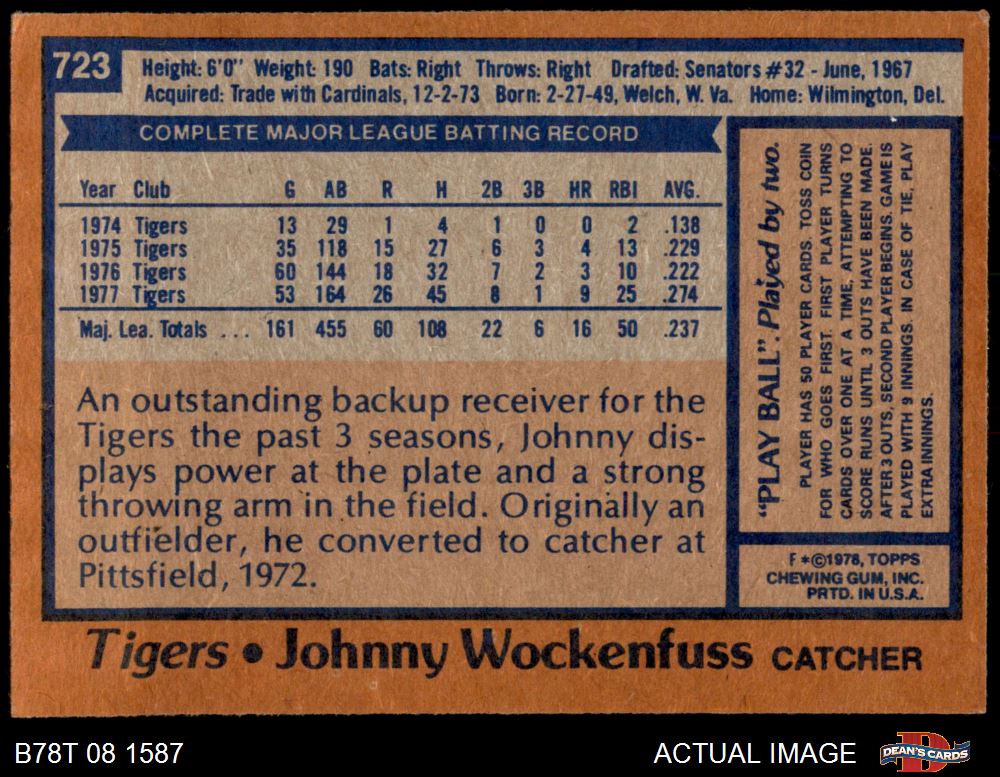 723
Height: 6'0" Weight: 190 Bats: Right Throws: Right Drafted: Senators #32 - June, 1967
Acquired: Trade with Cardinals, 12-2-73 Born: 2-27-49, Welch, W. Va. Home: Wilmington, Del.
COMPLETE MAJOR LEAGUE BATTING RECORD
Year Club G AB R H 2B 3B HR RBI AVG.
1974 Tigers 13 29 1 4 1 0 0 2 .138
1975 Tigers 35 118 15 27 6 3 4 13 .229
1976 Tigers 60 144 18 32 7 2 3 10 .222
1977 Tigers 53 164 26 45 8 1 9 25 .274
Maj. Lea. Totals ... 161 455 60 108 22 6 16 50 .237
An outstanding backup receiver for the
Tigers the past 3 seasons, Johnny dis-
plays power at the plate and a strong
throwing arm in the field. Originally an
outfielder, he converted to catcher at
Pittsfield, 1972.
"PLAY BALL". Played by two.
PLAYER HAS 50 PLAYER CARDS. TOSS COIN
FOR WHO GOES FIRST. FIRST PLAYER TURNS
CARDS OVER ONE AT A TIME, ATTEMPTING TO
SCORE RUNS UNTIL 3 OUTS HAVE BEEN MADE.
AFTER 3 OUTS, SECOND PLAYER BEGINS. GAME IS
PLAYED WITH 9 INNINGS. IN CASE OF TIE, PLAY
EXTRA INNINGS.
F *©1978, TOPPS
CHEWING GUM, INC.
PRTD. IN U.S.A.
Tigers • Johnny Wockenfuss CATCHER
B78T 08 1587
ACTUAL IMAGE
DEAN'S CARDS